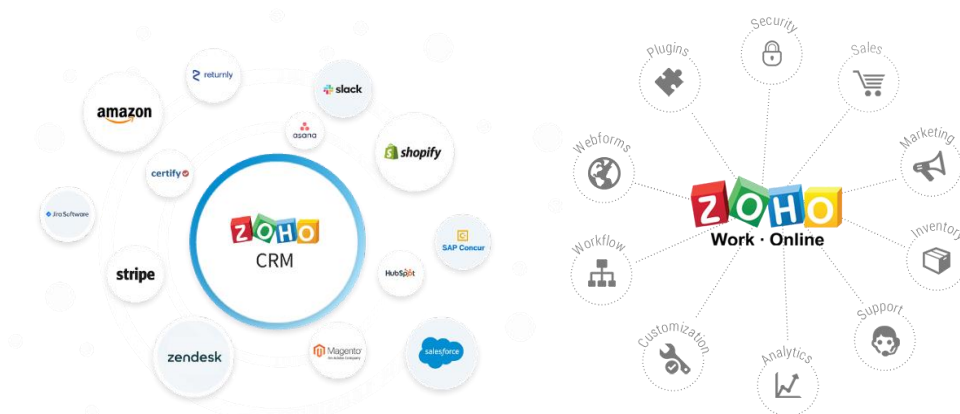 returnly
slack
amazon
asana
shopify
certify
Jira Software
ZOHO
CRM
SAP Concur
stripe
HubSpot
zendesk
Magento
salesforce
Security
Plugins
Sales
Webforms
Marketing
ZOHO
Work · Online
Workflow
Inventory
Customization
Support
Analytics